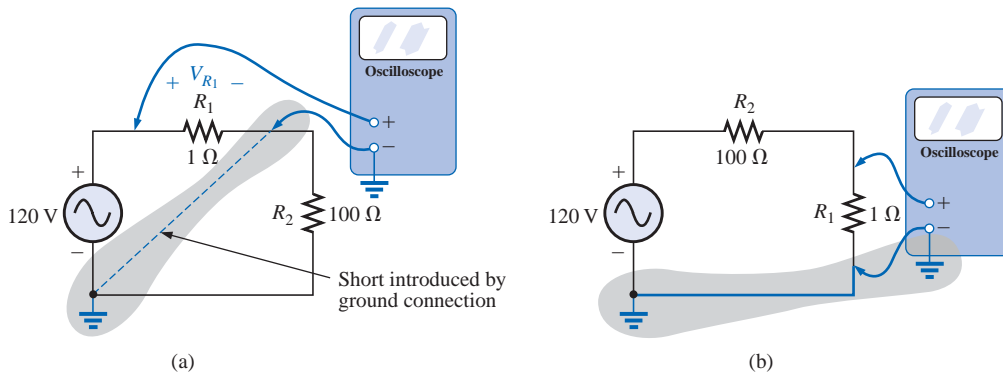 Oscilloscope
+ V_R1 −
R1
1 Ω
+
−
+
120 V
−
R2
100 Ω
Short introduced by
ground connection
(a)
R2
100 Ω
Oscilloscope
+
−
+
120 V
−
R1
1 Ω
(b)